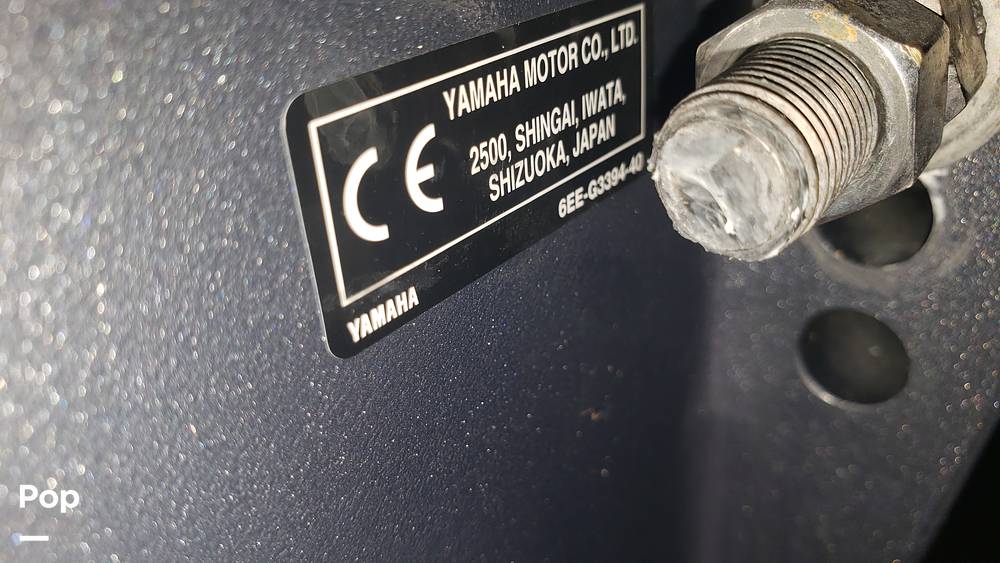 YAMAHA MOTOR CO., LTD.
CE
2500, SHINGAI, IWATA,
SHIZUOKA, JAPAN
6EE-G3394-40
YAMAHA
Pop